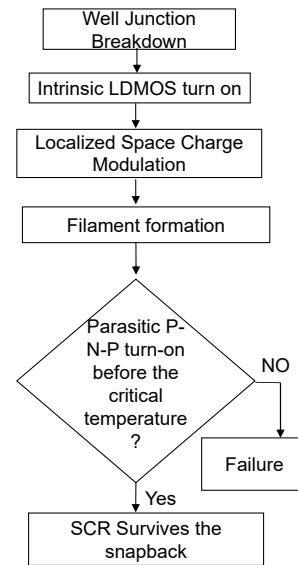 Well Junction
Breakdown
Intrinsic LDMOS turn on
Localized Space Charge
Modulation
Filament formation
Parasitic P-
N-P turn-on
before the
critical
temperature
?
NO
Failure
Yes
SCR Survives the
snapback